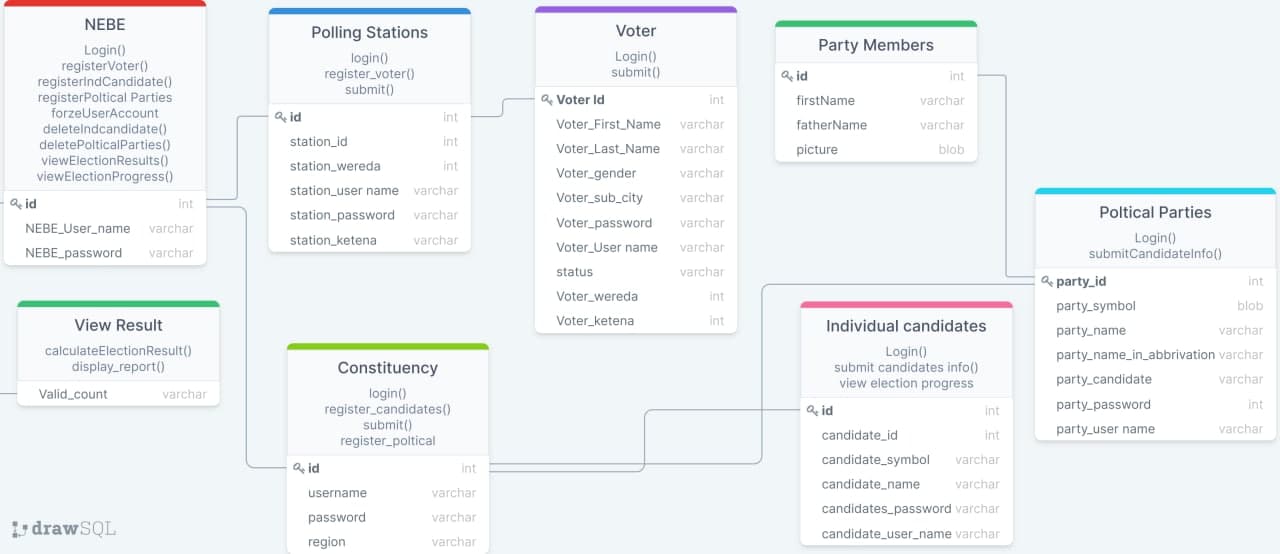 NEBE
Login()
registerVoter()
registerIndCandidate()
registerPoltical Parties
forzeUserAccount
deleteIndcandidate()
deletePolticalParties()
viewElectionResults()
viewElectionProgress()
id int
NEBE_User_name varchar
NEBE_password varchar
Polling Stations
login()
register_voter()
submit()
id int
station_id int
station_wereda int
station_user name varchar
station_password varchar
station_ketena varchar
Voter
Login()
submit()
Voter Id int
Voter_First_Name varchar
Voter_Last_Name varchar
Voter_gender varchar
Voter_sub_city varchar
Voter_password varchar
Voter_User name varchar
status varchar
Voter_wereda int
Voter_ketena int
Party Members
id int
firstName varchar
fatherName varchar
picture blob
Poltical Parties
Login()
submitCandidateInfo()
party_id int
party_symbol blob
party_name varchar
party_name_in_abbrivation varchar
party_candidate varchar
party_password int
party_user name varchar
View Result
calculateElectionResult()
display_report()
Valid_count varchar
Constituency
login()
register_candidates()
submit()
register_poltical
id int
username varchar
password varchar
region varchar
Individual candidates
Login()
submit candidates info()
view election progress
id int
candidate_id int
candidate_symbol varchar
candidate_name varchar
candidates_password varchar
candidate_user_name varchar
drawSQL